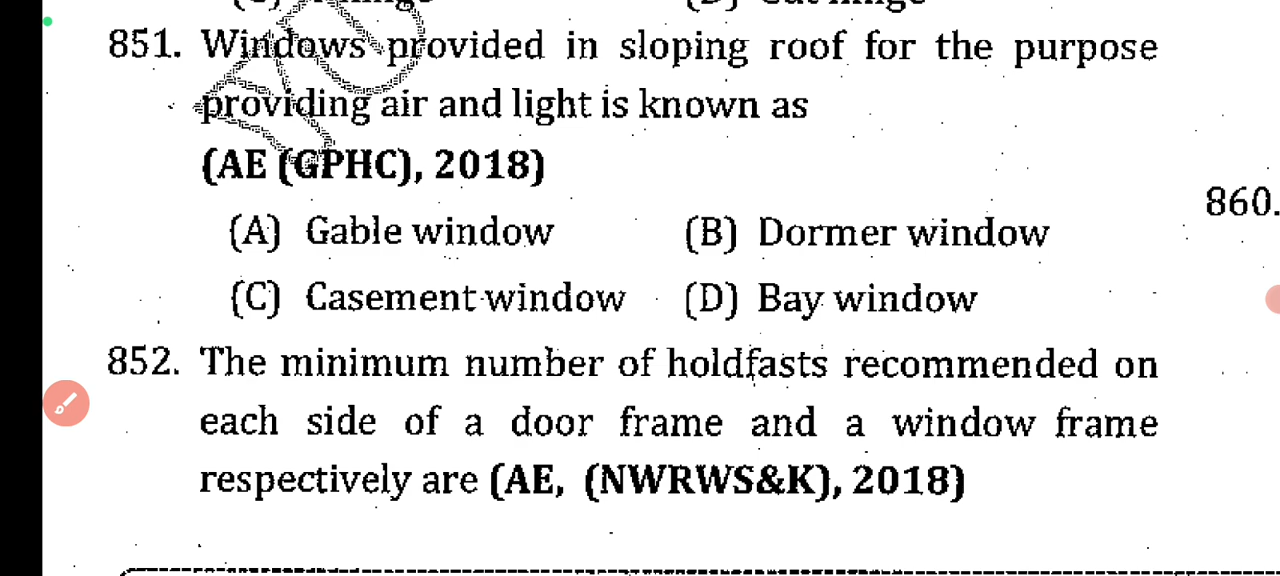 851. Windows provided in sloping roof for the purpose
providing air and light is known as
(AE (GPHC), 2018)
860.
(A) Gable window (B) Dormer window
(C) Casement window (D) Bay window
852. The minimum number of holdfasts recommended on
each side of a door frame and a window frame
respectively are (AE, (NWRWS&K), 2018)